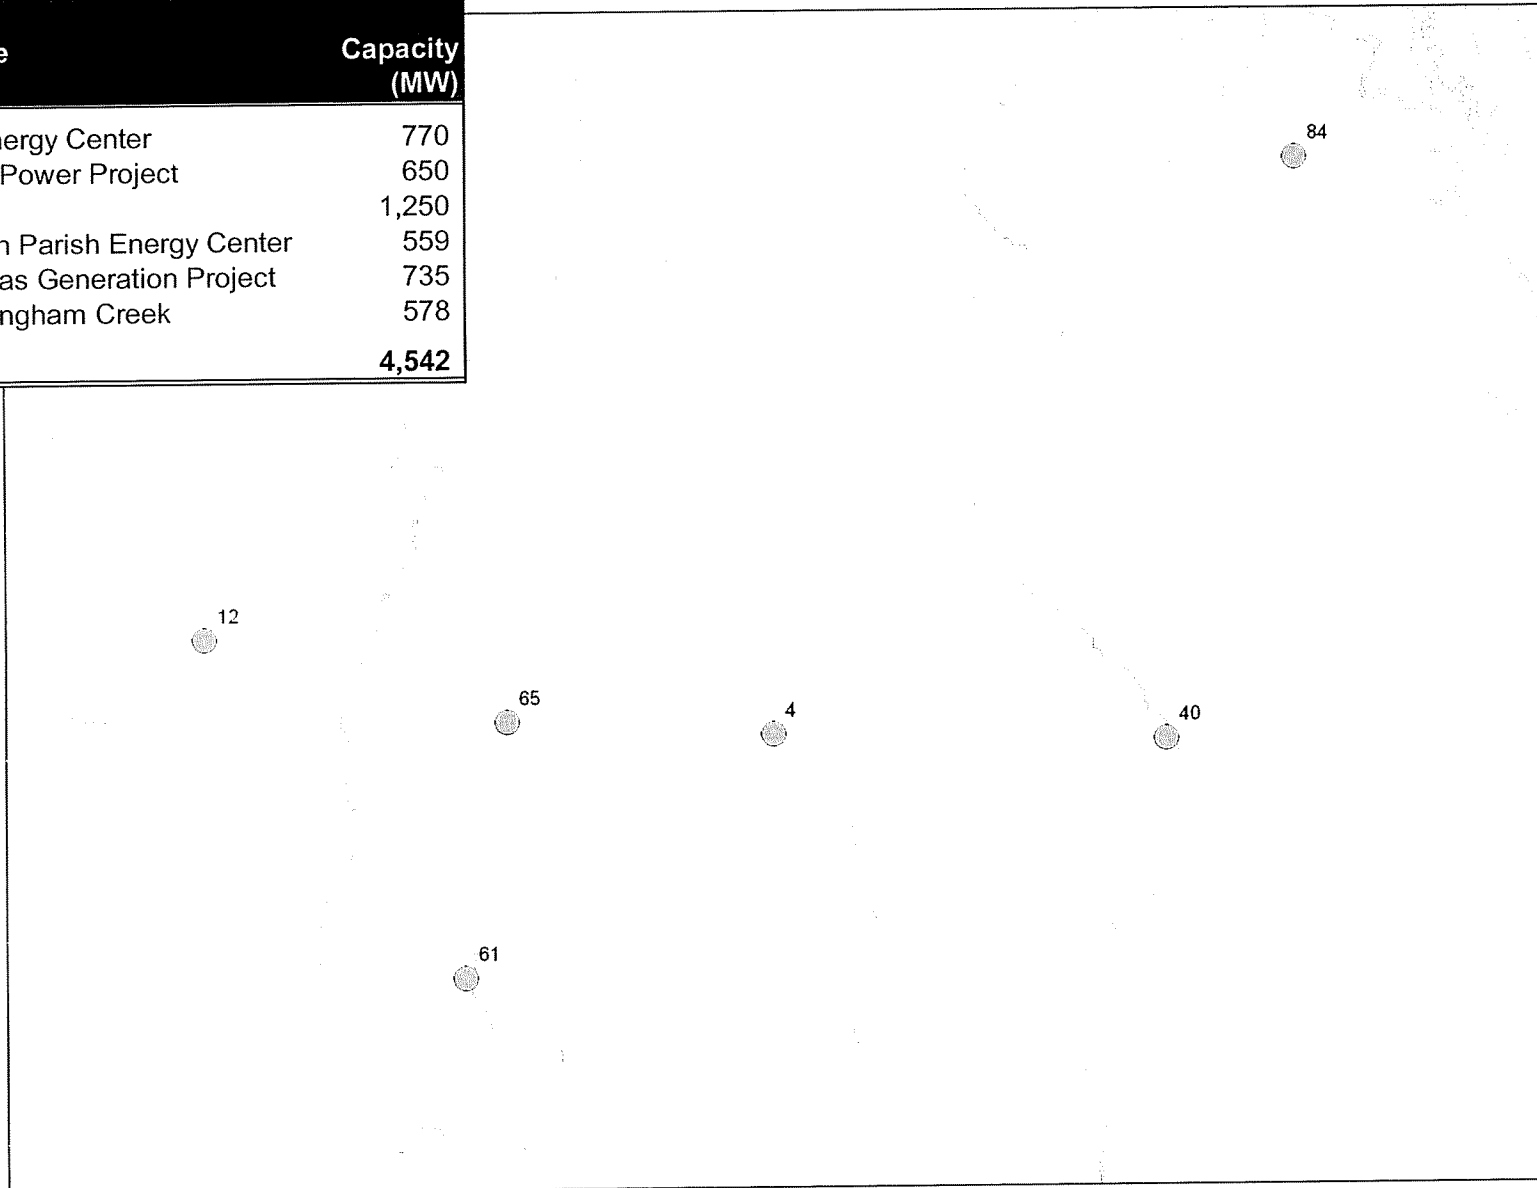 Capacity
(MW)
ergy Center 770
Power Project 650
1,250
Parish Energy Center 559
as Generation Project 735
ngham Creek 578
4,542
84
12
65
4
40
61